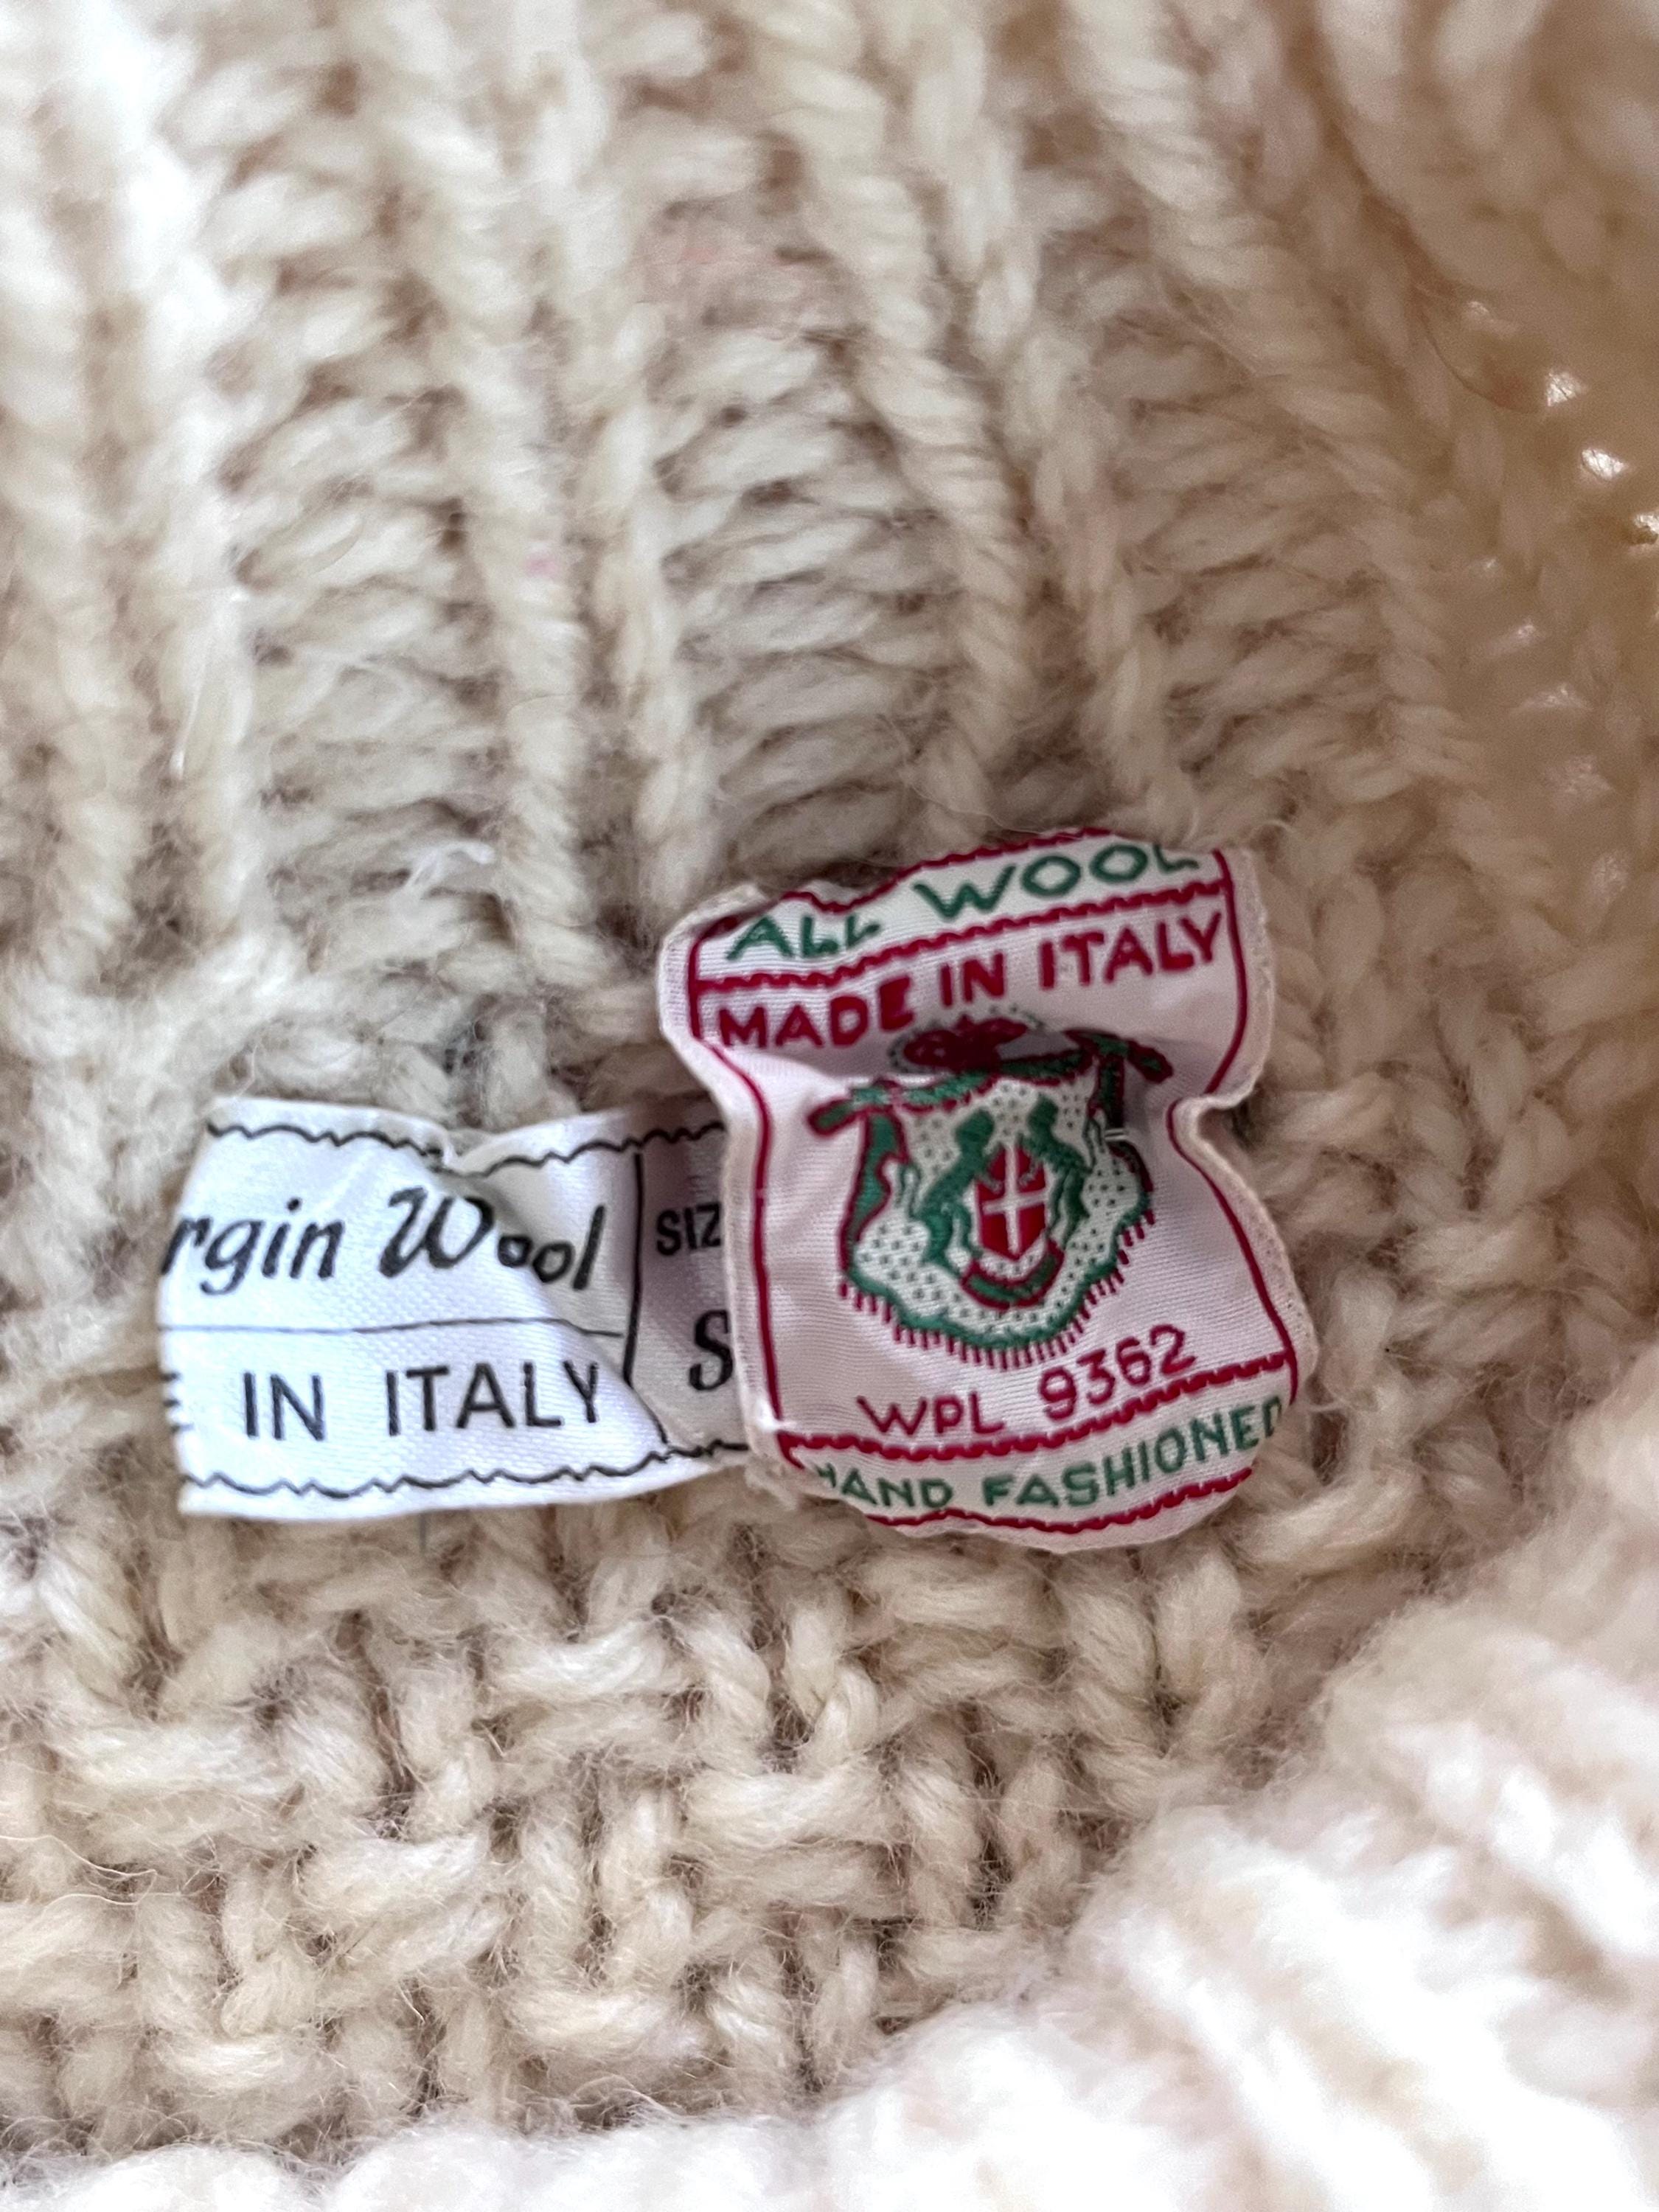 rgin Wool
IN ITALY
SIZ
S
ALL WOOL
MADE IN ITALY
WPL 9362
HAND FASHIONED